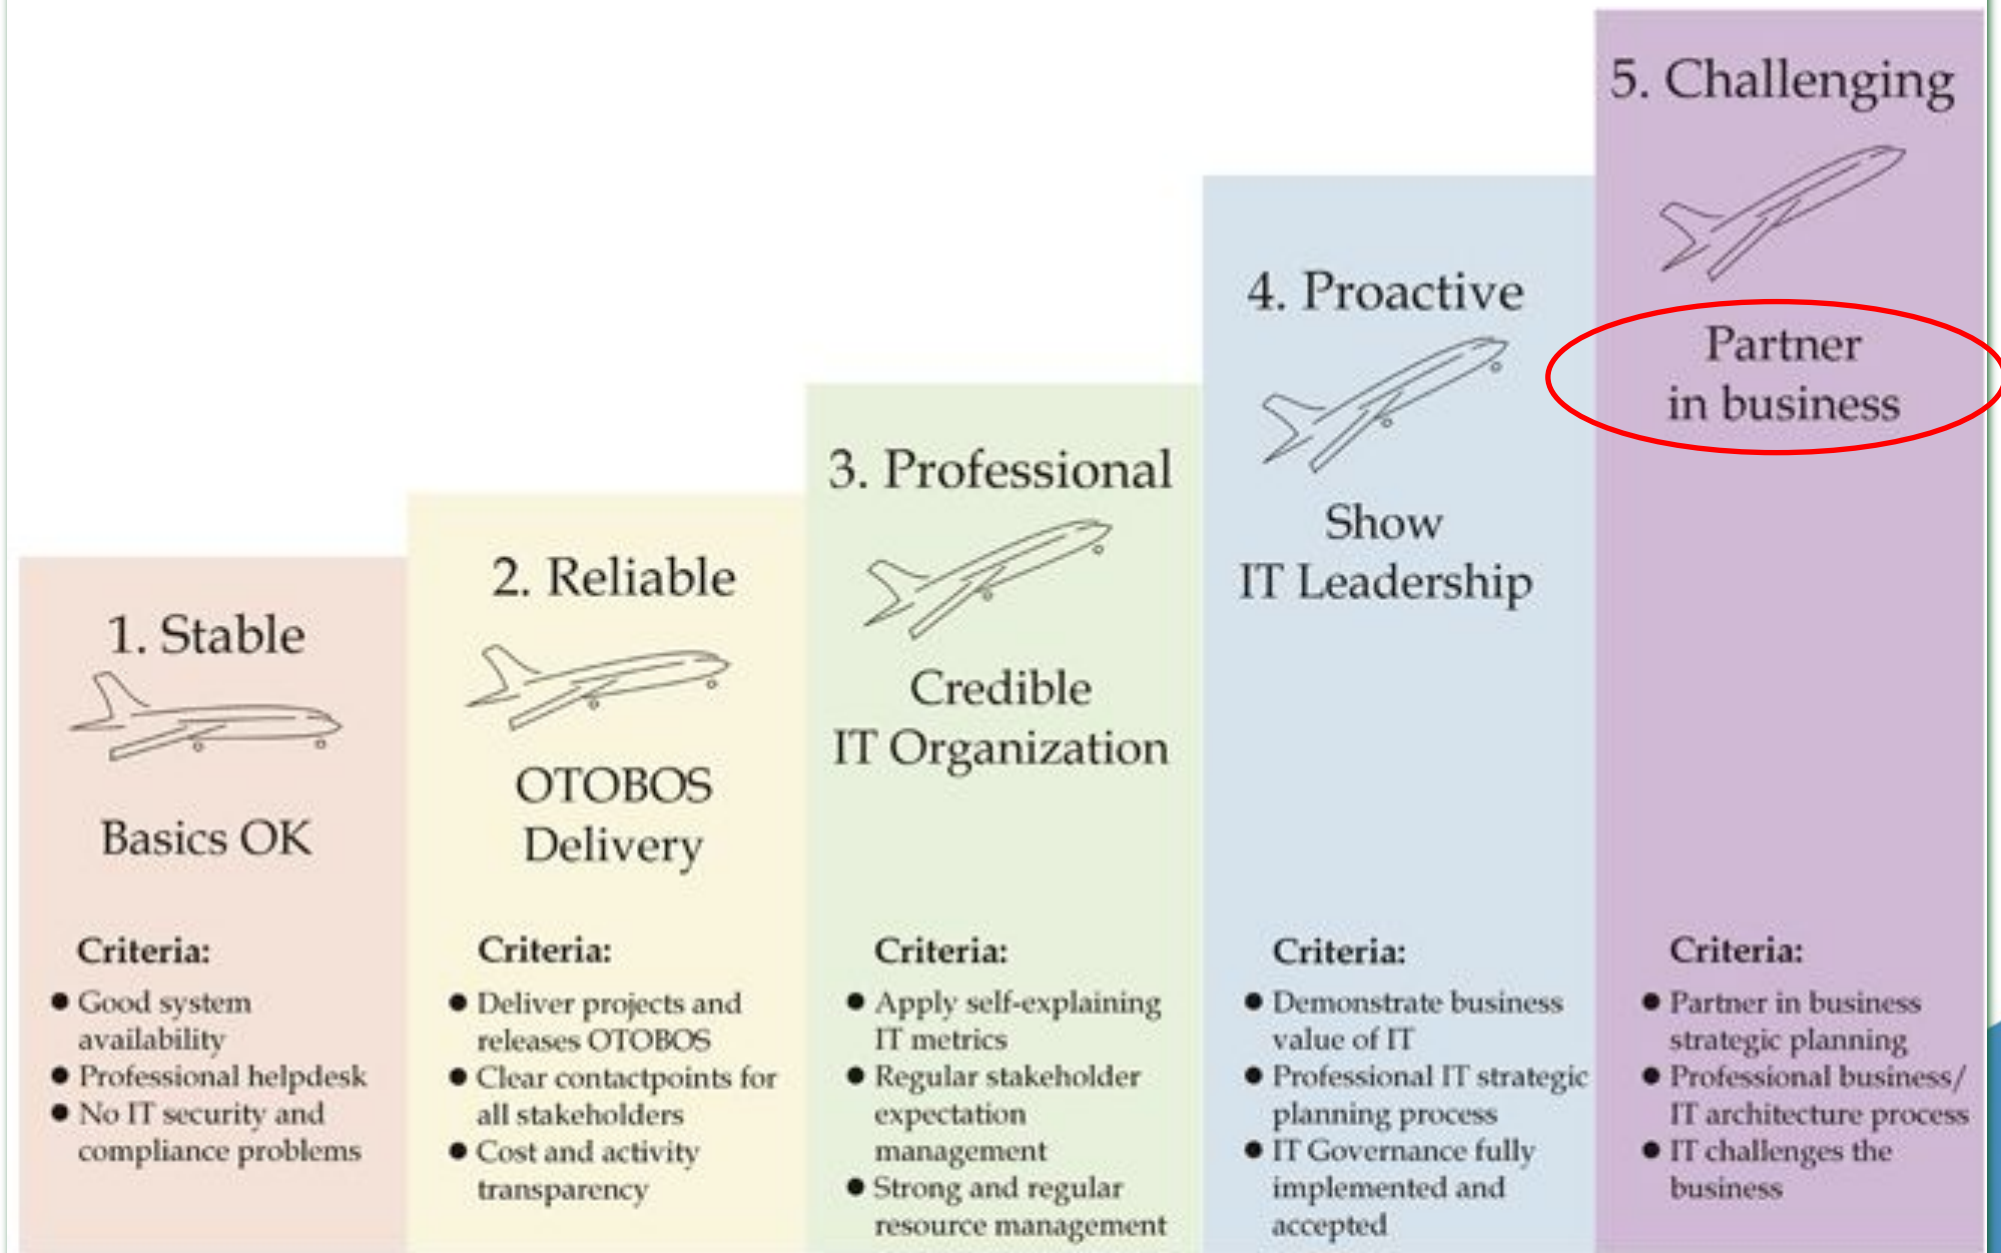 1. Stable
Basics OK
Criteria:
● Good system
availability
● Professional helpdesk
● No IT security and
compliance problems
2. Reliable
OTOBOS
Delivery
Criteria:
● Deliver projects and
releases OTOBOS
● Clear contactpoints for
all stakeholders
● Cost and activity
transparency
3. Professional
Credible
IT Organization
Criteria:
● Apply self-explaining
IT metrics
● Regular stakeholder
expectation
management
● Strong and regular
resource management
4. Proactive
Show
IT Leadership
Criteria:
● Demonstrate business
value of IT
● Professional IT strategic
planning process
● IT Governance fully
implemented and
accepted
5. Challenging
Partner
in business
Criteria:
● Partner in business
strategic planning
● Professional business/
IT architecture process
● IT challenges the
business